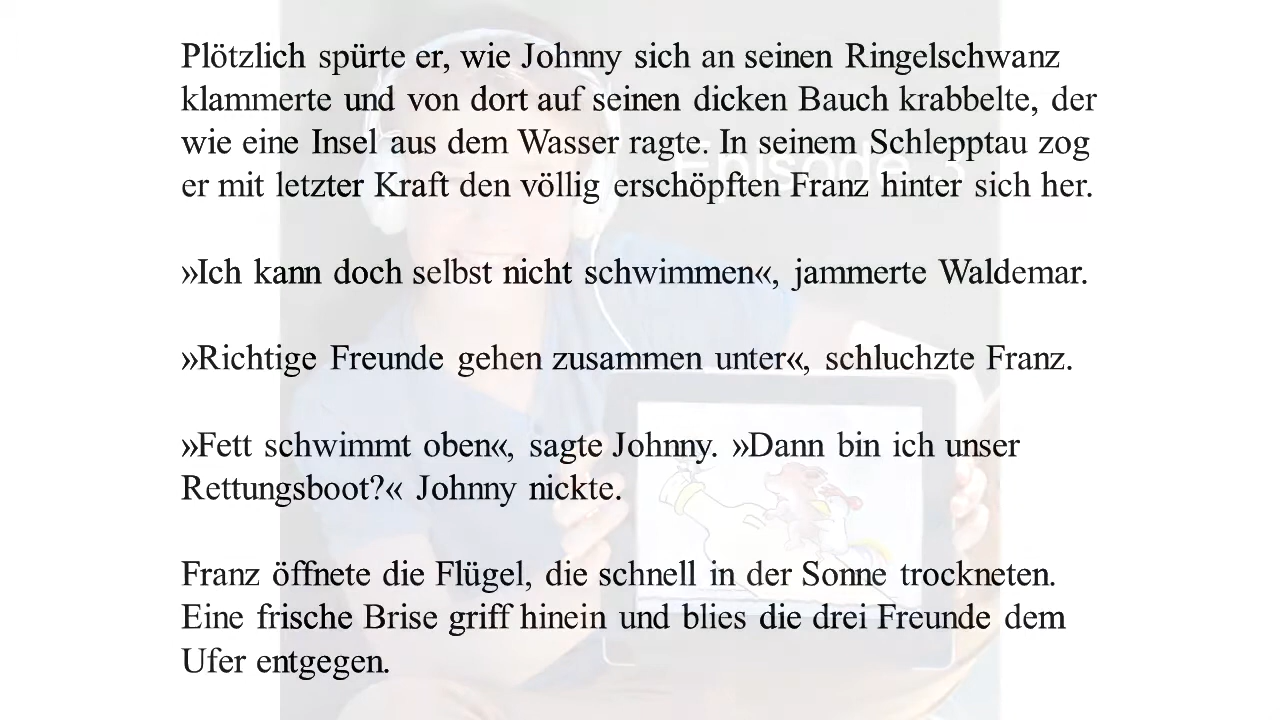 Plötzlich spürte er, wie Johnny sich an seinen Ringelschwanz
klammerte und von dort auf seinen dicken Bauch krabbelte, der
wie eine Insel aus dem Wasser ragte. In seinem Schlepptau zog
er mit letzter Kraft den völlig erschöpften Franz hinter sich her.
»Ich kann doch selbst nicht schwimmen«, jammerte Waldemar.
»Richtige Freunde gehen zusammen unter«, schluchzte Franz.
»Fett schwimmt oben«, sagte Johnny. »Dann bin ich unser
Rettungsboot?« Johnny nickte.
Franz öffnete die Flügel, die schnell in der Sonne trockneten.
Eine frische Brise griff hinein und blies die drei Freunde dem
Ufer entgegen.
Episode 3